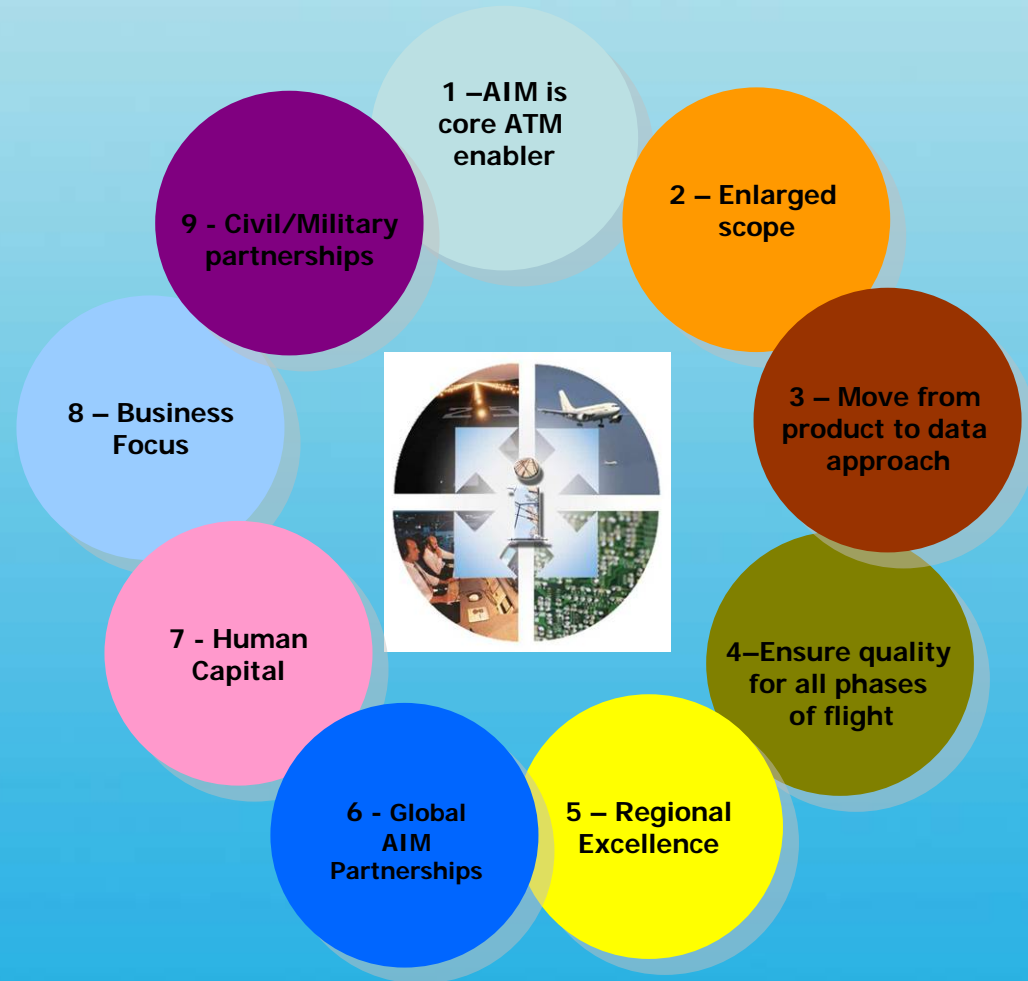 1 –AIM is
core ATM
enabler
2 – Enlarged
scope
3 – Move from
product to data
approach
4–Ensure quality
for all phases
of flight
5 – Regional
Excellence
6 - Global
AIM
Partnerships
7 - Human
Capital
8 – Business
Focus
9 - Civil/Military
partnerships